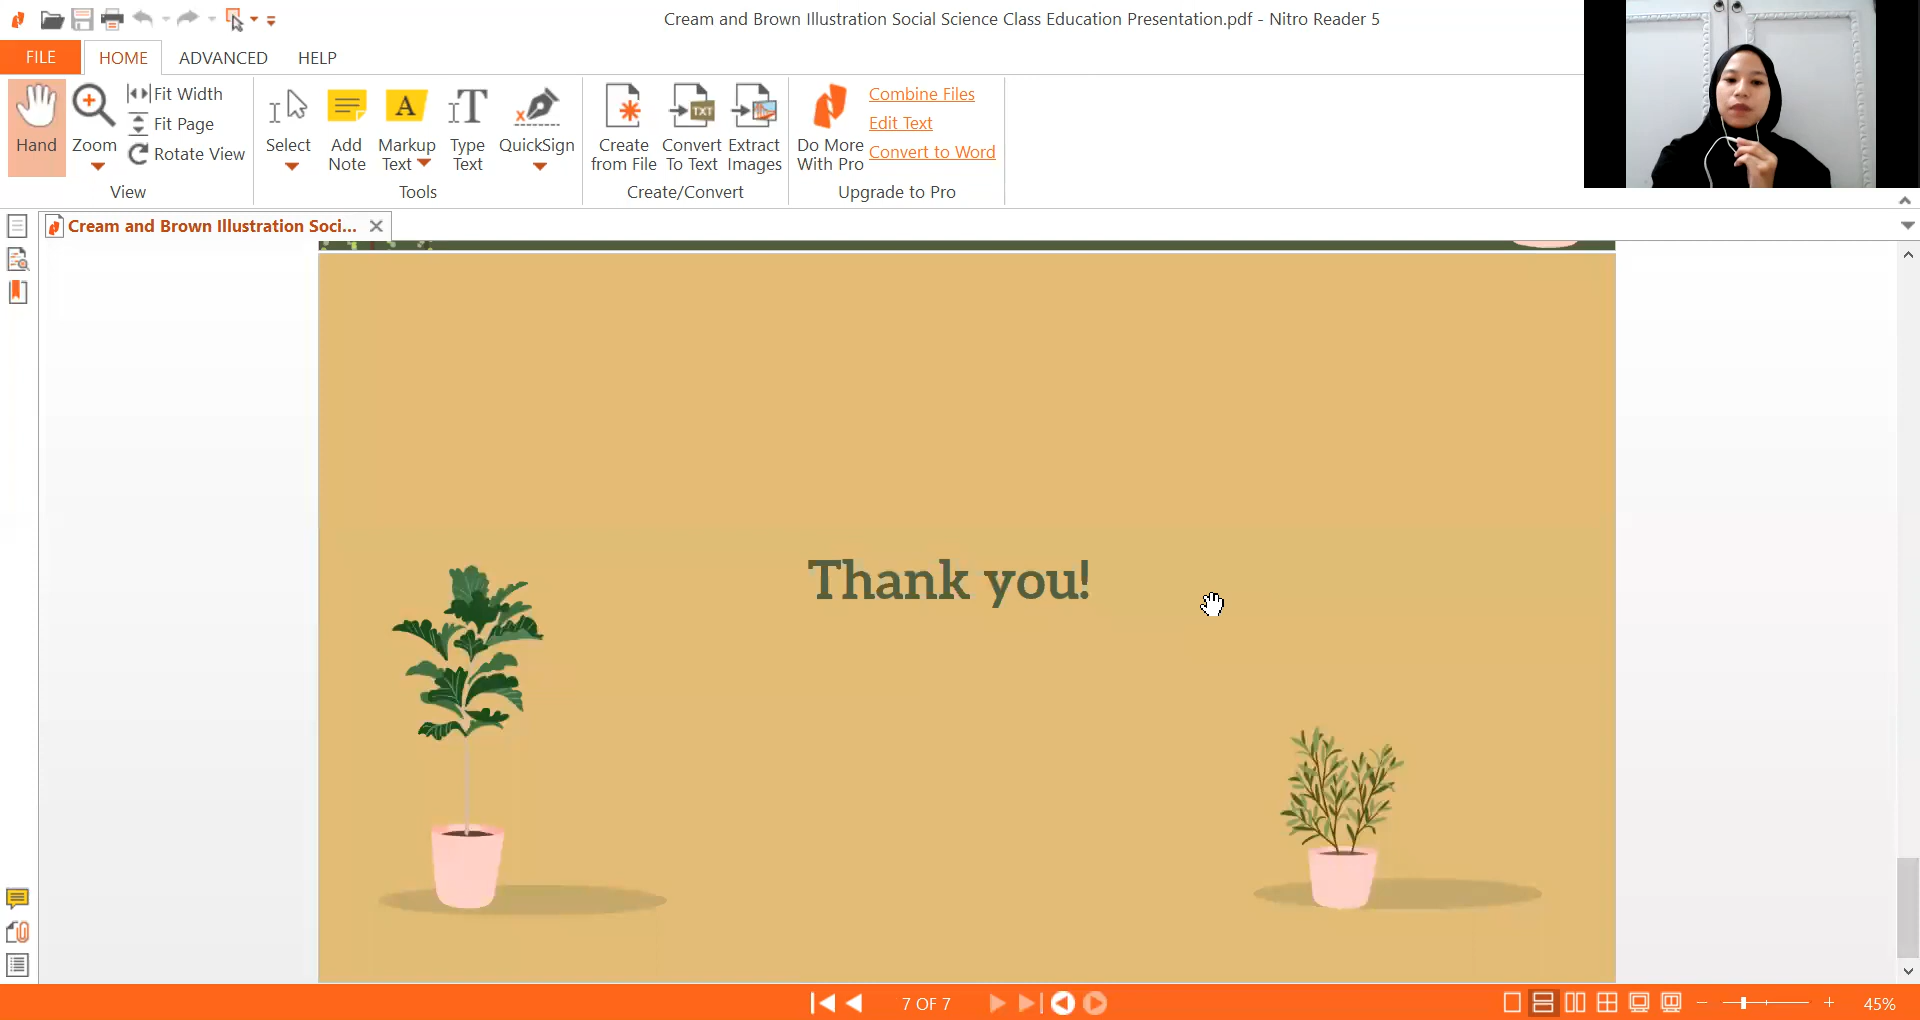 Cream and Brown Illustration Social Science Class Education Presentation.pdf - Nitro Reader 5
FILE
HOME
ADVANCED
HELP
Hand
Zoom
Fit Width
Fit Page
Rotate View
View
Select
Add Note
Markup Text
Type Text
QuickSign
Tools
Create from File
Convert To Text
Extract Images
Create/Convert
Do More With Pro
Combine Files
Edit Text
Convert to Word
Upgrade to Pro
Cream and Brown Illustration Soci...
Thank you!
7 OF 7
45%